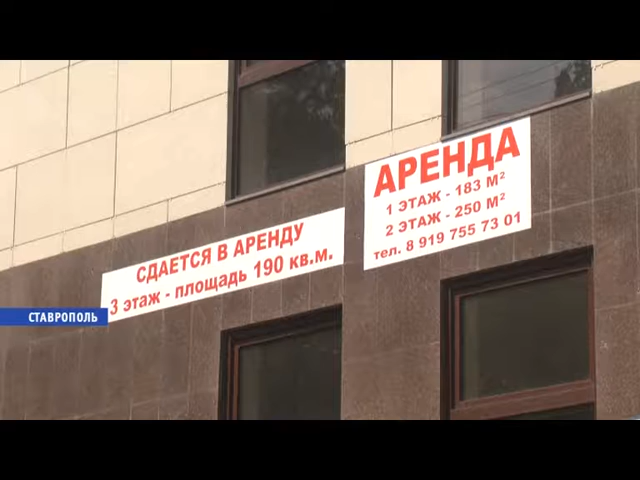 АРЕНДА
1 ЭТАЖ - 183 М²
2 ЭТАЖ - 250 М²
тел. 8 919 755 73 01
СДАЕТСЯ В АРЕНДУ
3 этаж - площадь 190 кв.м.
СТАВРОПОЛЬ